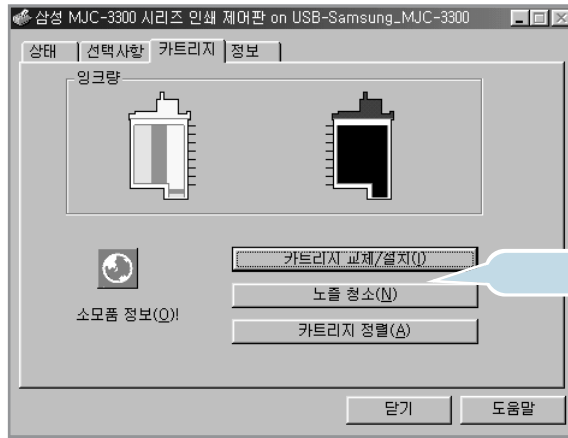 삼성 MJC-3300 시리즈 인쇄 제어판 on USB-Samsung_MJC-3300
상태 선택사항 카트리지 정보
잉크량
카트리지 교체/설치(I)
노즐 청소(N)
소모품 정보(O)!
카트리지 정렬(A)
닫기 도움말